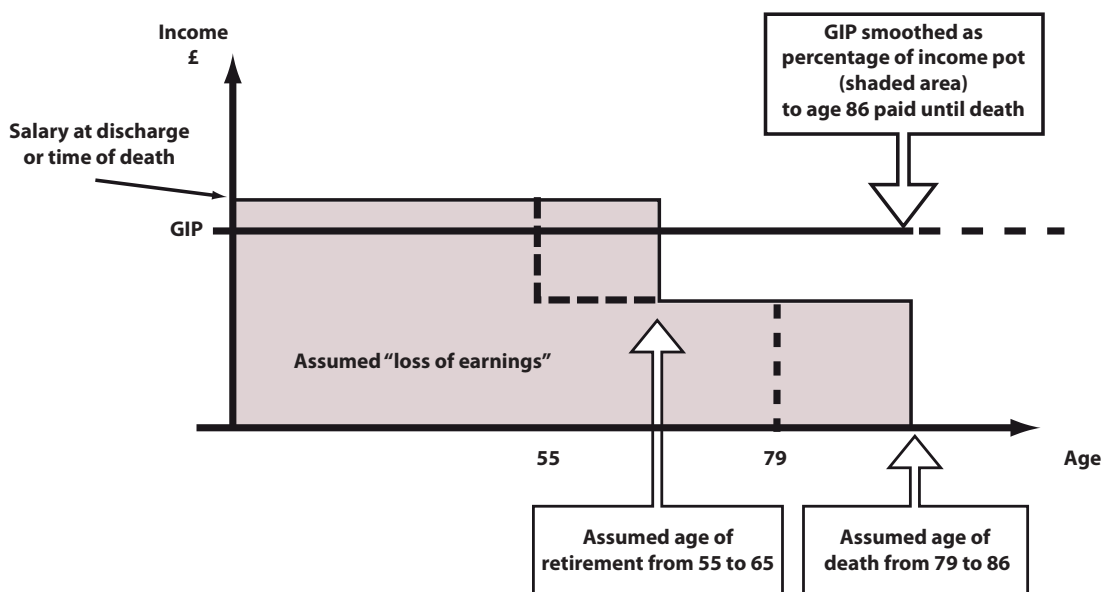 Income
£
GIP smoothed as
percentage of income pot
(shaded area)
to age 86 paid until death
Salary at discharge
or time of death
GIP
Assumed “loss of earnings”
55
79
Age
Assumed age of
retirement from 55 to 65
Assumed age of
death from 79 to 86